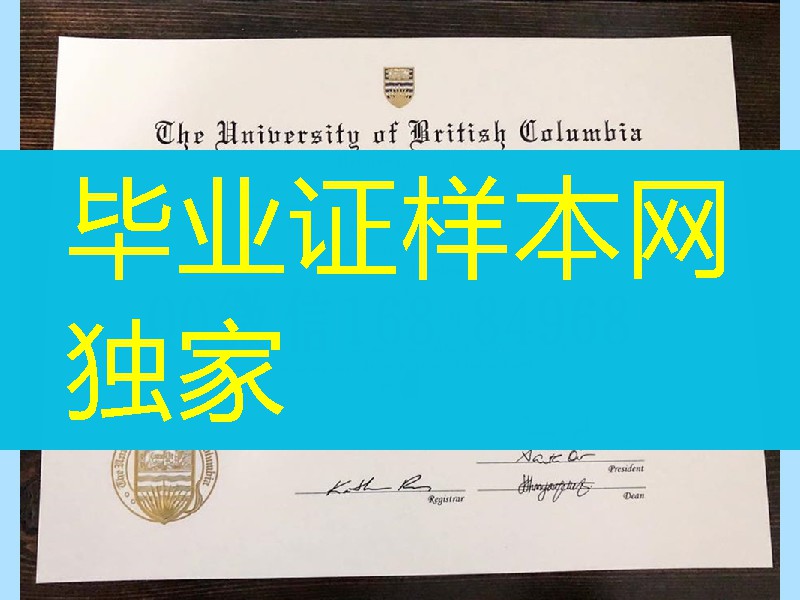 The University of British Columbia
毕业证样本网
独家
President
Registrar
Dean